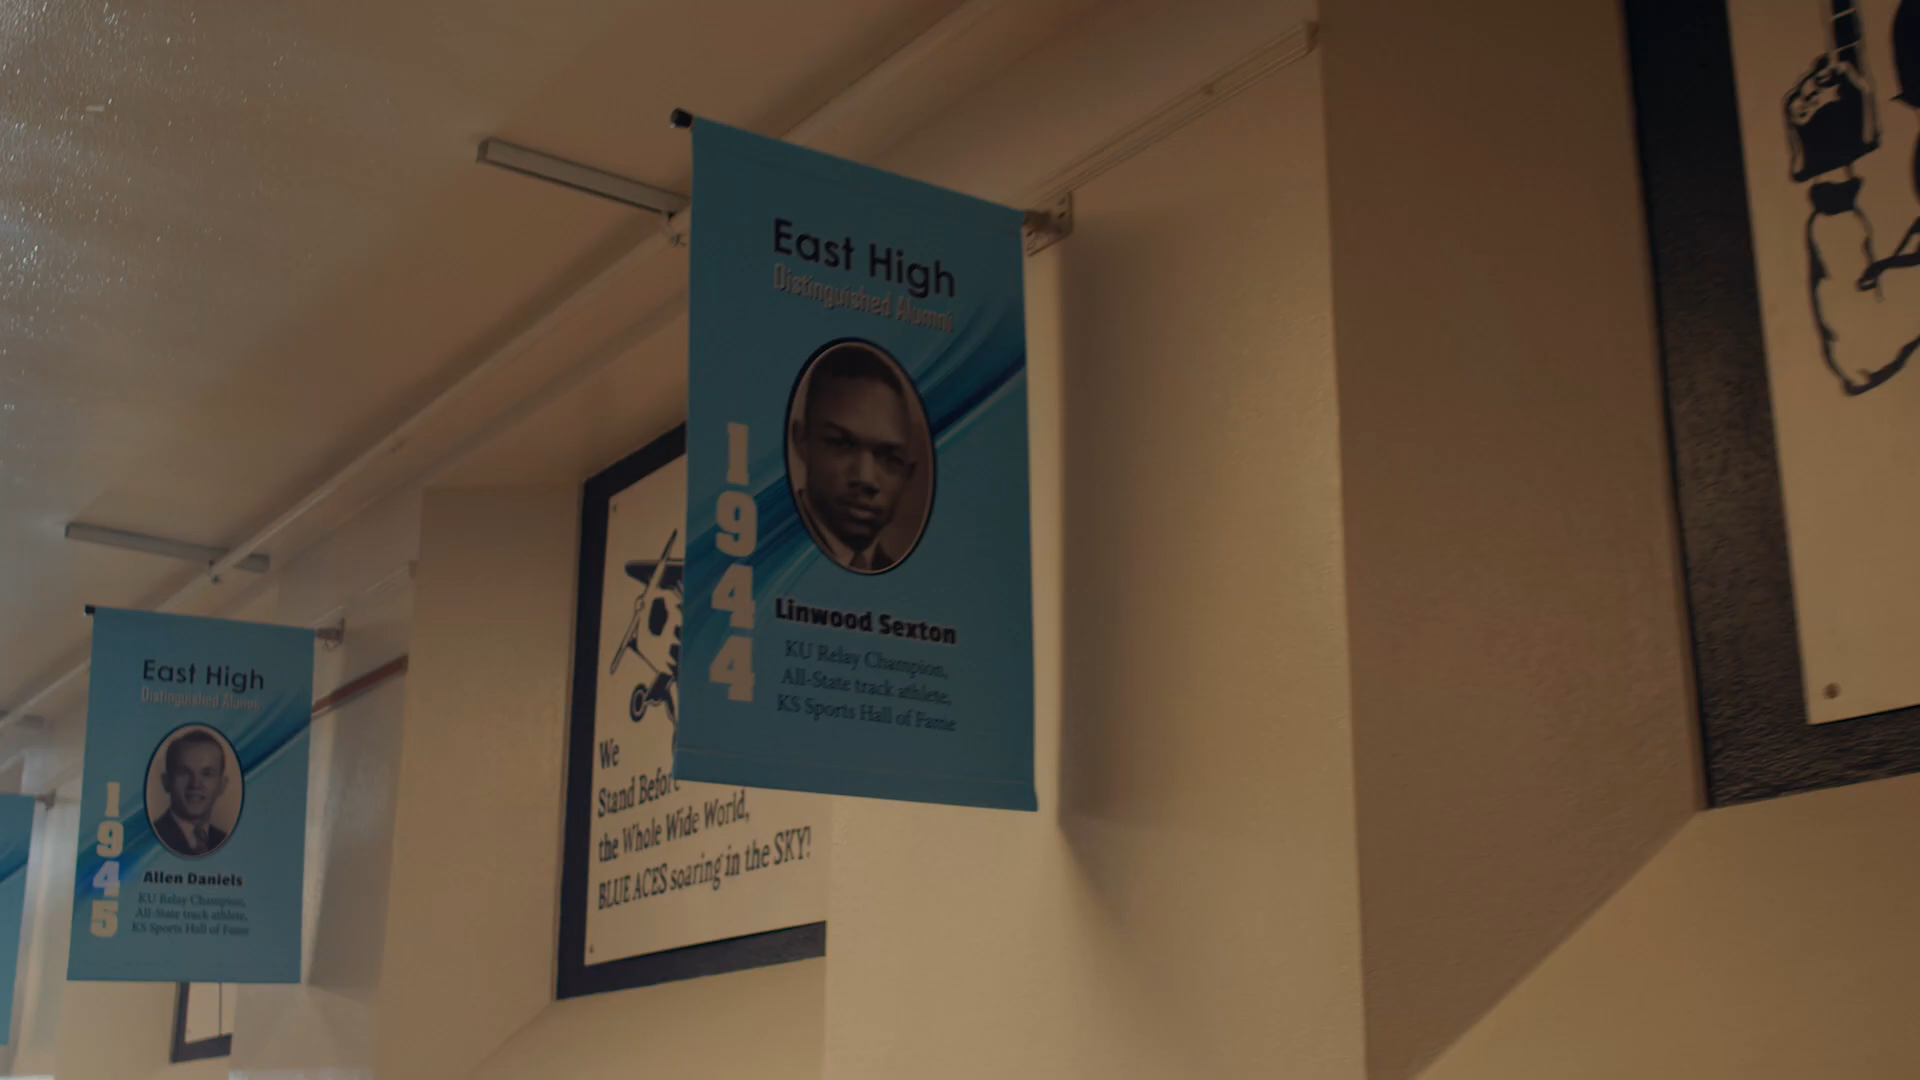 East High
Distinguished Alumni
1944
Linwood Sexton
KU Relay Champion,
All-State track athlete,
KS Sports Hall of Fame
East High
Distinguished Alumni
1945
Allen Daniels
KU Relay Champion,
All-State track athlete,
KS Sports Hall of Fame
We
Stand Before
the Whole Wide World,
BLUE ACES soaring in the SKY!